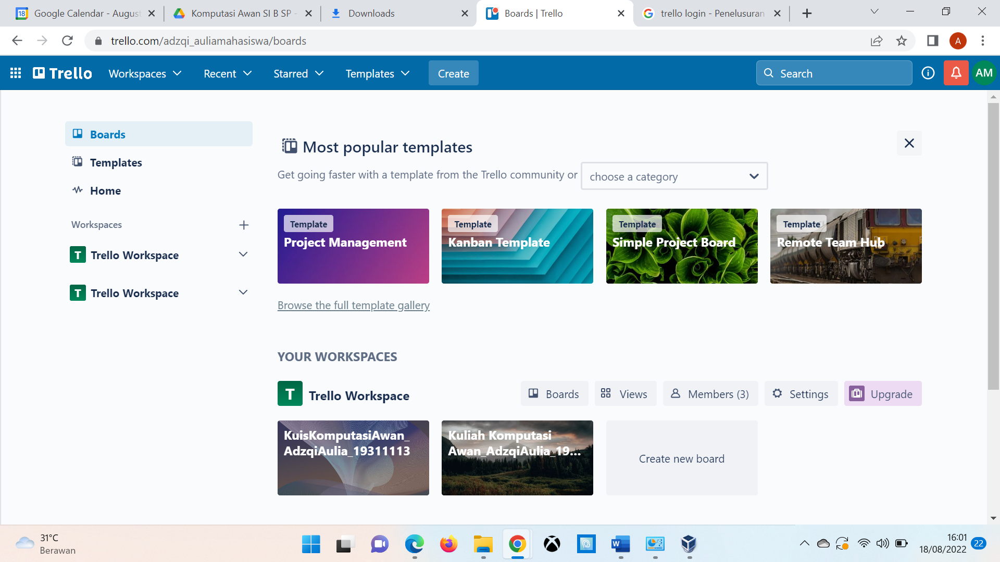 18 Google Calendar - August
Komputasi Awan SI B SP -
Downloads
Boards | Trello
trello login - Penelusuran
trello.com/adzqi_auliamahasiswa/boards
A
Trello
Workspaces
Recent
Starred
Templates
Create
Search
AM
Boards
Templates
Home
Workspaces
T Trello Workspace
T Trello Workspace
Most popular templates
Get going faster with a template from the Trello community or
choose a category
Template
Project Management
Template
Kanban Template
Template
Simple Project Board
Template
Remote Team Hub
Browse the full template gallery
YOUR WORKSPACES
T Trello Workspace
Boards
Views
Members (3)
Settings
Upgrade
KuisKomputasiAwan_
AdzqiAulia_19311113
Kuliah Komputasi
Awan_AdzqiAulia_19...
Create new board
31°C
Berawan
W
16:01
18/08/2022
22